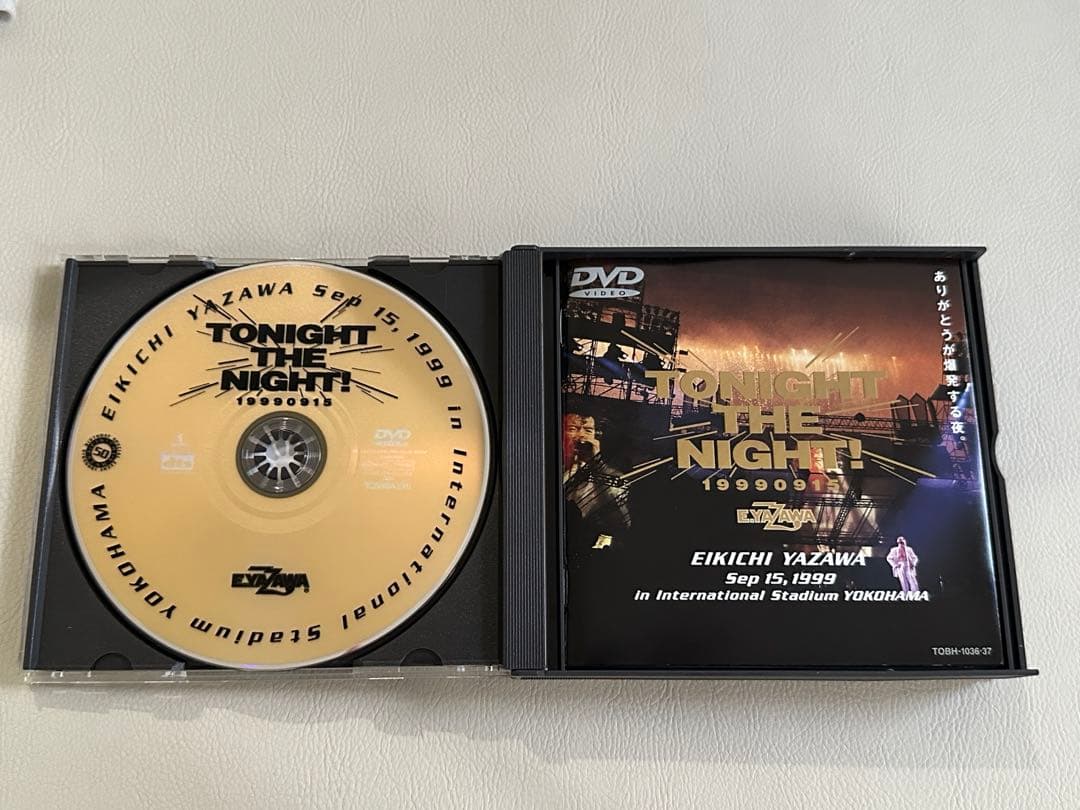 EIKICHI YAZAWA Sep 15, 1999 in International Stadium YOKOHAMA
TONIGHT
THE
NIGHT!
19990915
50
1
DVD
E.YAZAWA
DVD
VIDEO
ありがとうが爆発する夜。
TONIGHT
THE
NIGHT!
19990915
E.YAZAWA
EIKICHI YAZAWA
Sep 15, 1999
in International Stadium YOKOHAMA
TOBH-1036·37